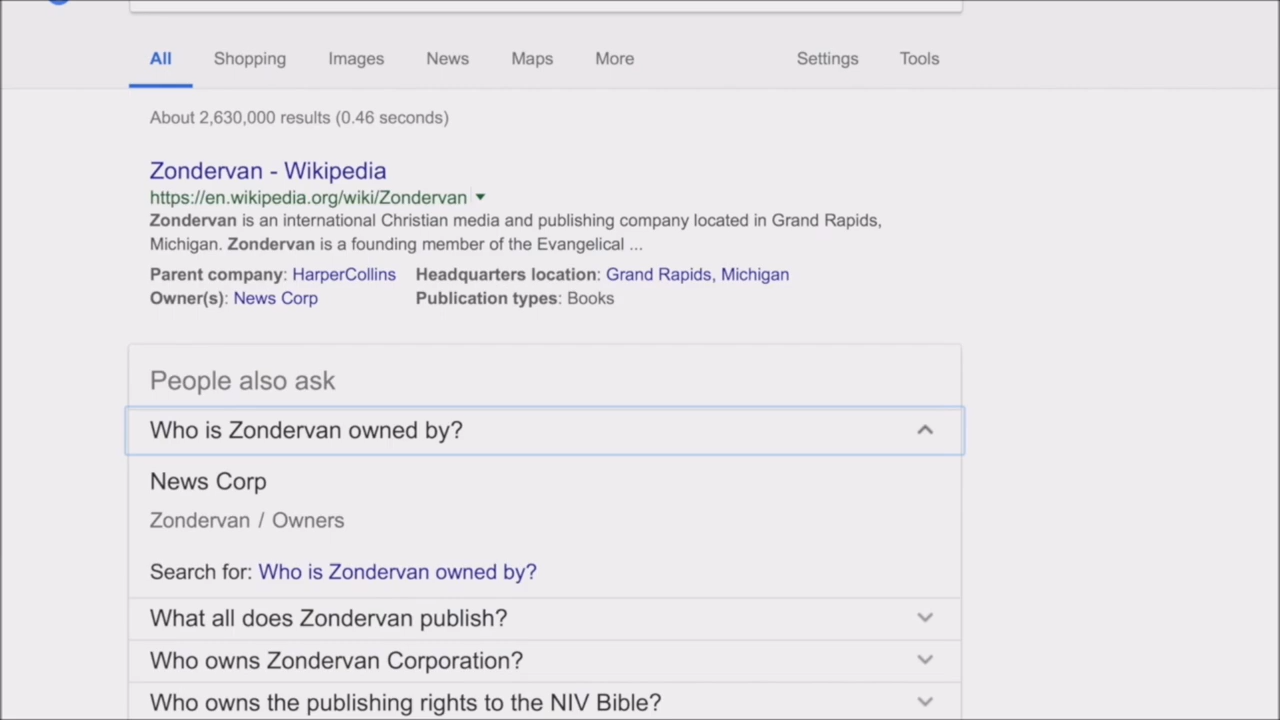 All Shopping Images News Maps More Settings Tools
About 2,630,000 results (0.46 seconds)
Zondervan - Wikipedia
https://en.wikipedia.org/wiki/Zondervan
Zondervan is an international Christian media and publishing company located in Grand Rapids,
Michigan. Zondervan is a founding member of the Evangelical ...
Parent company: HarperCollins Headquarters location: Grand Rapids, Michigan
Owner(s): News Corp Publication types: Books
People also ask
Who is Zondervan owned by?
News Corp
Zondervan / Owners
Search for: Who is Zondervan owned by?
What all does Zondervan publish?
Who owns Zondervan Corporation?
Who owns the publishing rights to the NIV Bible?